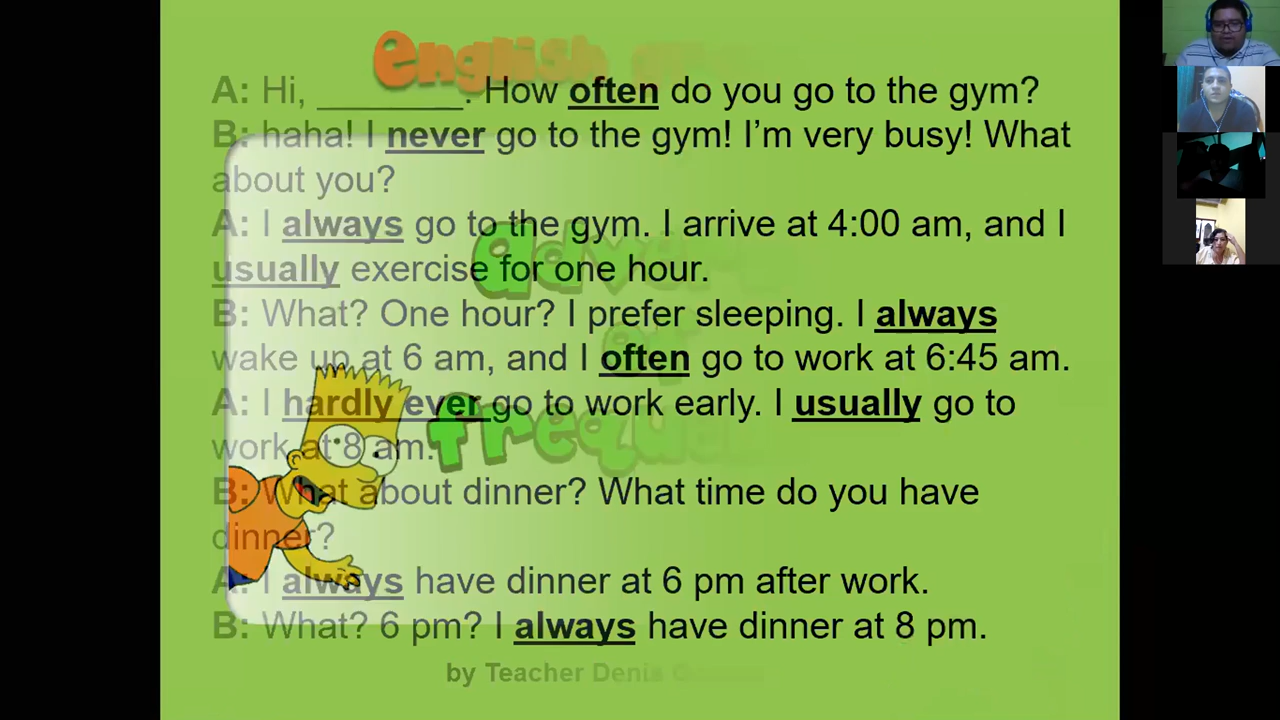 english
A: Hi, ________. How often do you go to the gym?
B: haha! I never go to the gym! I’m very busy! What
about you?
A: I always go to the gym. I arrive at 4:00 am, and I
usually exercise for one hour.
B: What? One hour? I prefer sleeping. I always
wake up at 6 am, and I often go to work at 6:45 am.
A: I hardly ever go to work early. I usually go to
work at 8 am.
B: What about dinner? What time do you have
dinner?
A: I always have dinner at 6 pm after work.
B: What? 6 pm? I always have dinner at 8 pm.
by Teacher Denis